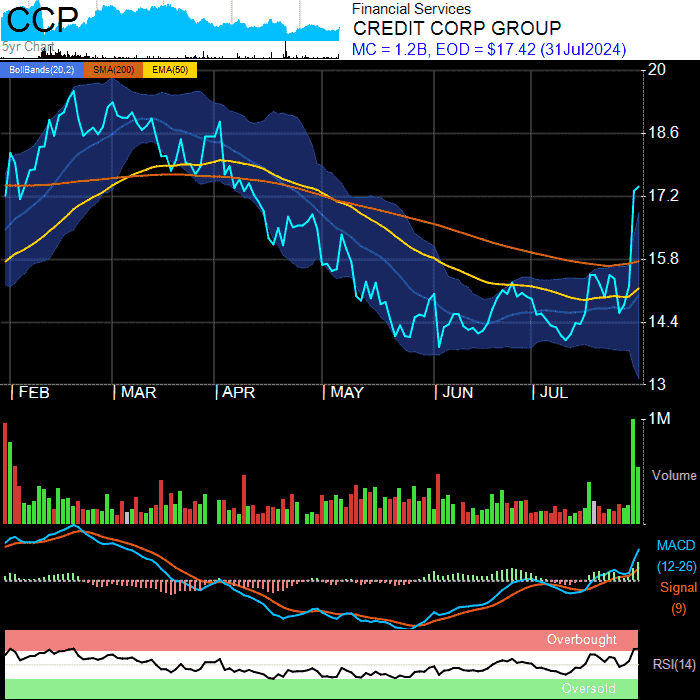 CCP
5yr Chart
Financial Services
CREDIT CORP GROUP
MC = 1.2B, EOD = $17.42 (31Jul2024)
BollBands(20,2) SMA(200) EMA(50)
20
18.6
17.2
15.8
14.4
13
| FEB | MAR | APR | MAY | JUN | JUL
1M
Volume
MACD
(12-26)
Signal
(9)
Overbought
RSI(14)
Oversold